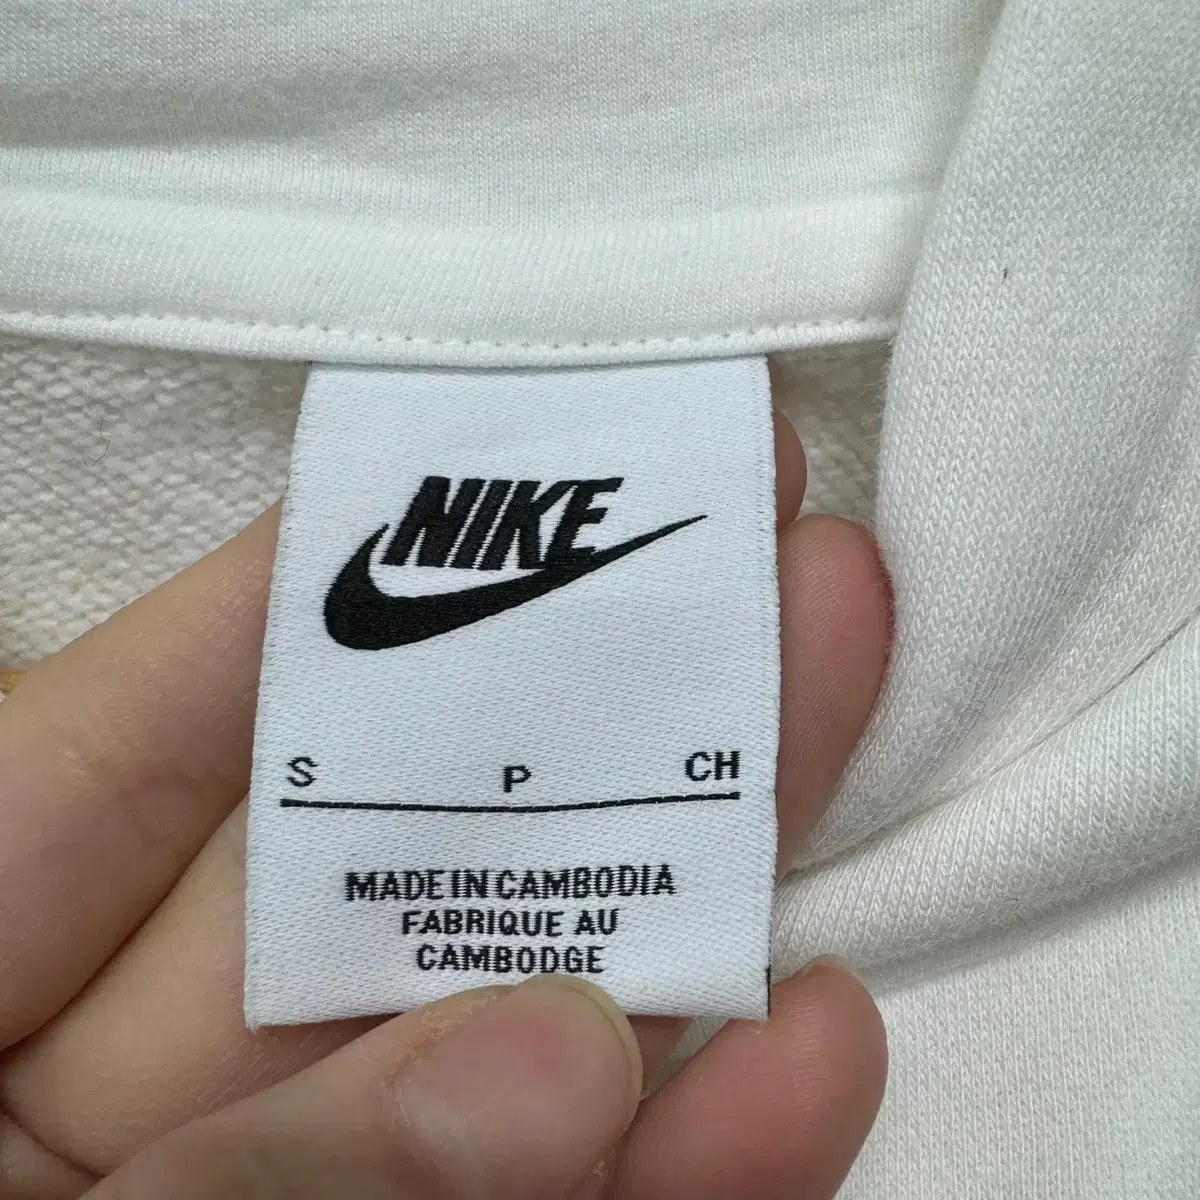 NIKE
S P CH
MADE IN CAMBODIA
FABRIQUE AU
CAMBODGE